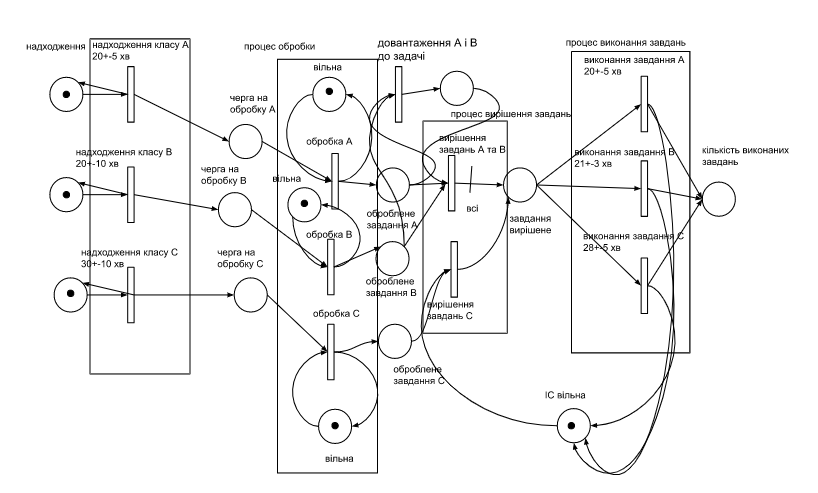 надходження
надходження класу А
20+-5 хв
процес обробки
довантаження А і В
до задачі
процес виконання завдань
виконання завдання А
20+-5 хв
вільна
черга на
обробку А
процес вирішення завдань
обробка А
вирішення
завдань А та В
надходження класу В
20+-10 хв
черга на
обробку В
вільна
виконання завдання В
21+-3 хв
кількість виконаних
завдань
всі
оброблене
завдання А
завдання
вирішене
обробка В
виконання завдання С
28+-5 хв
надходження класу С
30+-10 хв
черга на
обробку С
оброблене
завдання В
вирішення
завдань С
обробка С
оброблене
завдання С
ІС вільна
вільна